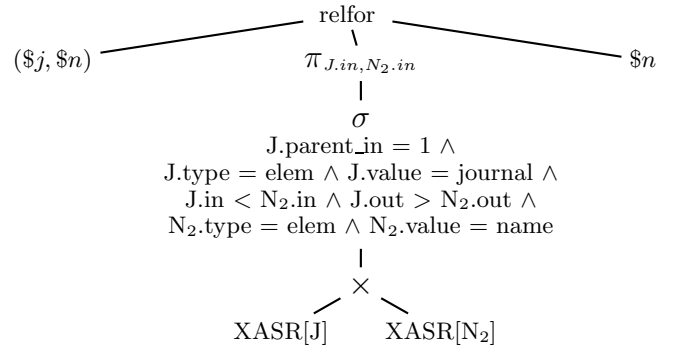 relfor
($j, $n) π J.in,N₂.in $n
σ
J.parent_in = 1 ∧
J.type = elem ∧ J.value = journal ∧
J.in < N₂.in ∧ J.out > N₂.out ∧
N₂.type = elem ∧ N₂.value = name
×
XASR[J] XASR[N₂]